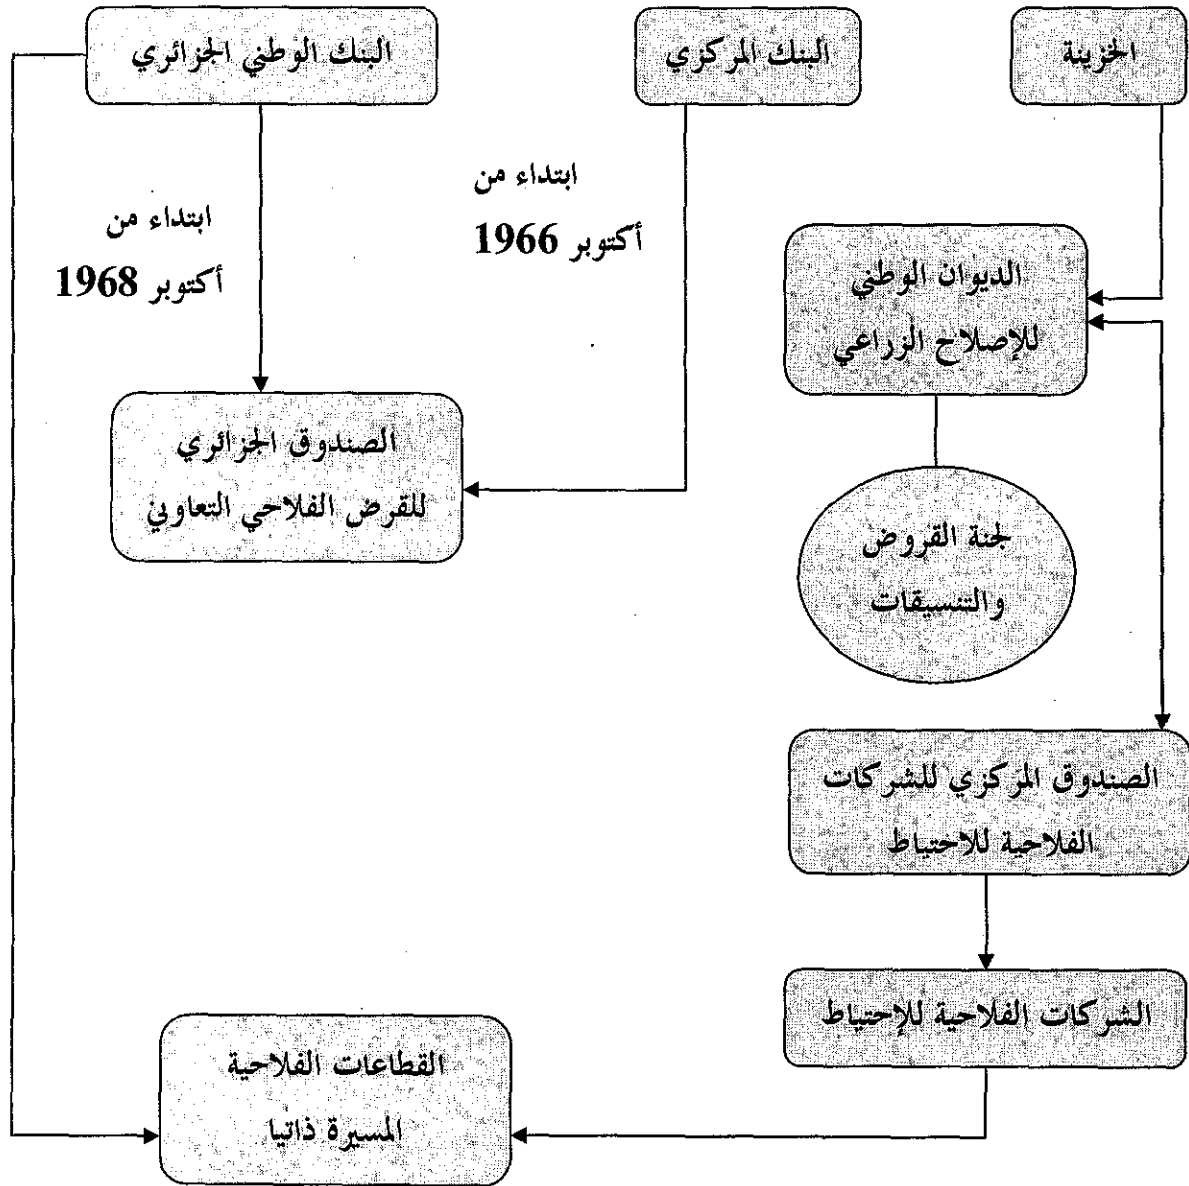 الخزينة
البنك المركزي
البنك الوطني الجزائري
ابتداء من
أكتوبر 1966
ابتداء من
أكتوبر 1968
الديوان الوطني
للإصلاح الزراعي
الصندوق الجزائري
للقرض الفلاحي التعاوني
لجنة القروض
والتنسيقات
الصندوق المركزي للشركات
الفلاحية للاحتياط
الشركات الفلاحية للإحتياط
القطاعات الفلاحية
المسيرة ذاتيا